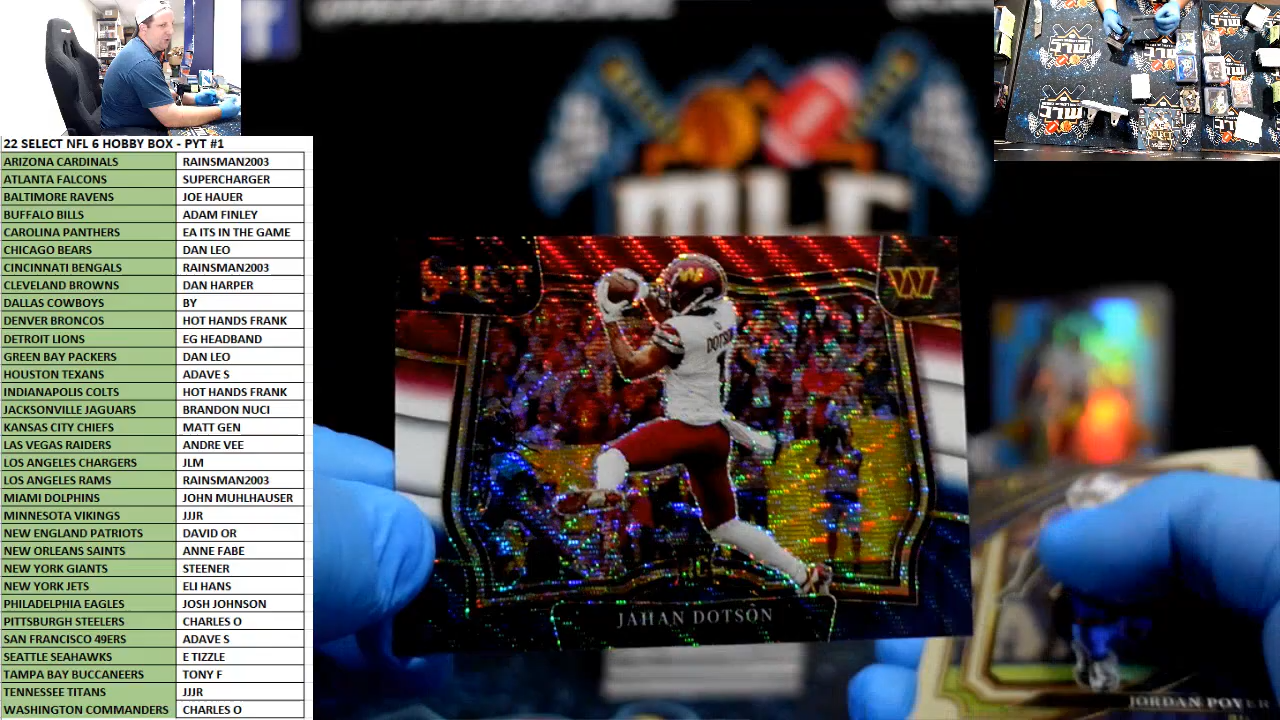 22 SELECT NFL 6 HOBBY BOX - PYT #1
ARIZONA CARDINALS RAINSMAN2003
ATLANTA FALCONS SUPERCHARGER
BALTIMORE RAVENS JOE HAUER
BUFFALO BILLS ADAM FINLEY
CAROLINA PANTHERS EA ITS IN THE GAME
CHICAGO BEARS DAN LEO
CINCINNATI BENGALS RAINSMAN2003
CLEVELAND BROWNS DAN HARPER
DALLAS COWBOYS BY
DENVER BRONCOS HOT HANDS FRANK
DETROIT LIONS EG HEADBAND
GREEN BAY PACKERS DAN LEO
HOUSTON TEXANS ADAVE S
INDIANAPOLIS COLTS HOT HANDS FRANK
JACKSONVILLE JAGUARS BRANDON NUCI
KANSAS CITY CHIEFS MATT GEN
LAS VEGAS RAIDERS ANDRE VEE
LOS ANGELES CHARGERS JLM
LOS ANGELES RAMS RAINSMAN2003
MIAMI DOLPHINS JOHN MUHLHAUSER
MINNESOTA VIKINGS JJJR
NEW ENGLAND PATRIOTS DAVID OR
NEW ORLEANS SAINTS ANNE FABE
NEW YORK GIANTS STEENER
NEW YORK JETS ELI HANS
PHILADELPHIA EAGLES JOSH JOHNSON
PITTSBURGH STEELERS CHARLES O
SAN FRANCISCO 49ERS ADAVE S
SEATTLE SEAHAWKS E TIZZLE
TAMPA BAY BUCCANEERS TONY F
TENNESSEE TITANS JJJR
WASHINGTON COMMANDERS CHARLES O
SELECT
W
DOTSON
JAHAN DOTSON
JORDAN POYER